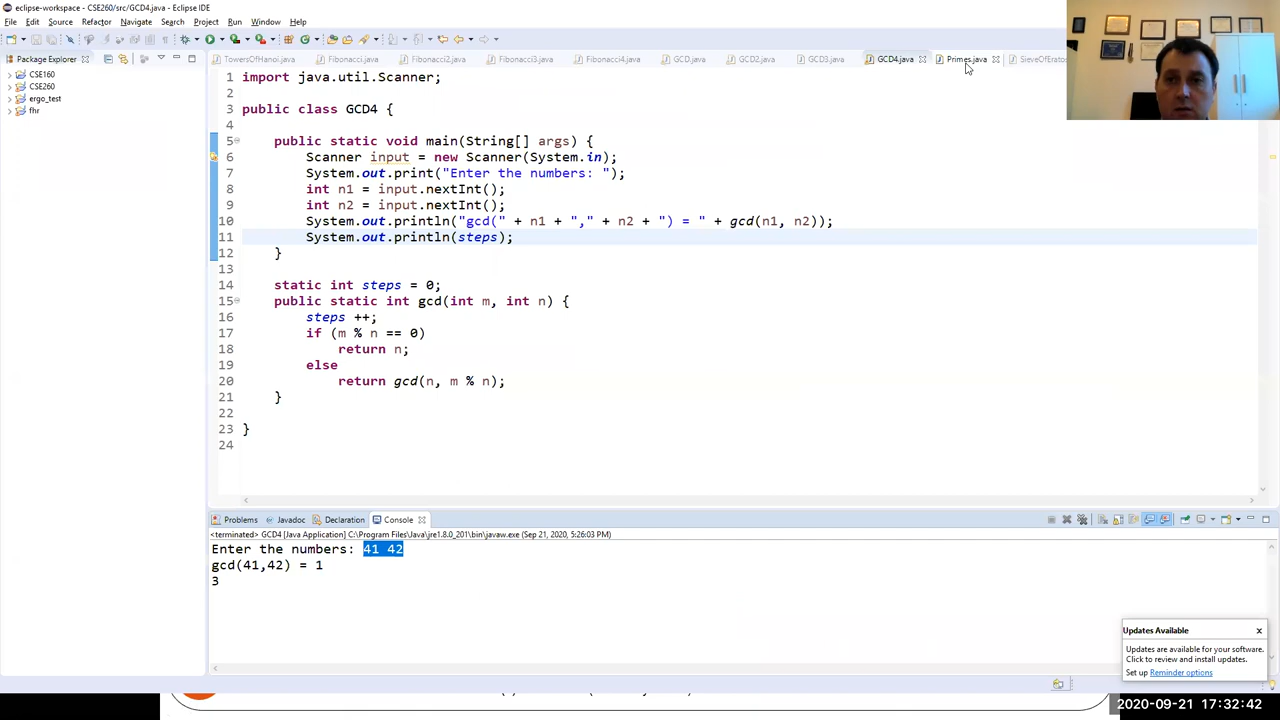 eclipse-workspace - CSE260/src/GCD4.java - Eclipse IDE
File Edit Source Refactor Navigate Search Project Run Window Help
Package Explorer
TowersOfHanoi.java Fibonacci.java Fibonacci2.java Fibonacci3.java Fibonacci4.java GCD.java GCD2.java GCD3.java GCD4.java Primes.java SieveOfErato
CSE160
CSE260
ergo_test
fhr
1 import java.util.Scanner;
2
3 public class GCD4 {
4
5 public static void main(String[] args) {
6 Scanner input = new Scanner(System.in);
7 System.out.print("Enter the numbers: ");
8 int n1 = input.nextInt();
9 int n2 = input.nextInt();
10 System.out.println("gcd(" + n1 + "," + n2 + ") = " + gcd(n1, n2));
11 System.out.println(steps);
12 }
13
14 static int steps = 0;
15 public static int gcd(int m, int n) {
16 steps ++;
17 if (m % n == 0)
18 return n;
19 else
20 return gcd(n, m % n);
21 }
22
23 }
24
Problems Javadoc Declaration Console
<terminated> GCD4 [Java Application] C:\Program Files\Java\jre1.8.0_201\bin\javaw.exe (Sep 21, 2020, 5:26:03 PM)
Enter the numbers: 41 42
gcd(41,42) = 1
3
Updates Available
Updates are available for your software.
Click to review and install updates.
Set up Reminder options
2020-09-21 17:32:42